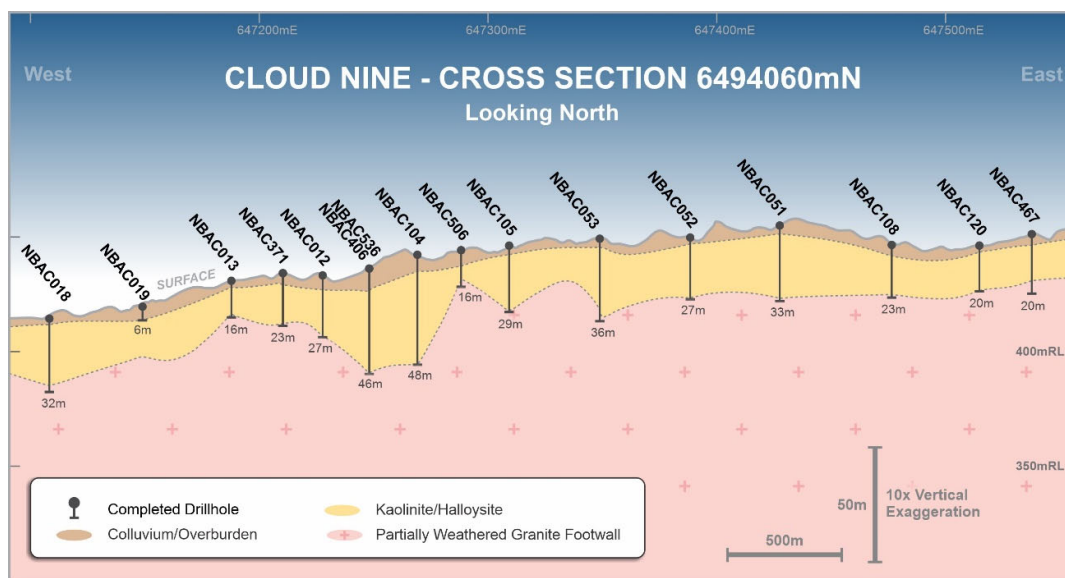 647200mE
647300mE
647400mE
647500mE
West
East
CLOUD NINE - CROSS SECTION 6494060mN
Looking North
NBAC018
NBAC019
SURFACE
NBAC013
NBAC371
NBAC012
NBAC406
NBAC536
NBAC104
NBAC506
NBAC105
NBAC053
NBAC052
NBAC051
NBAC108
NBAC120
NBAC467
32m
6m
16m
23m
27m
46m
48m
16m
29m
36m
27m
33m
23m
20m
20m
400mRL
350mRL
Completed Drillhole
Colluvium/Overburden
Kaolinite/Halloysite
Partially Weathered Granite Footwall
50m
10x Vertical
Exaggeration
500m